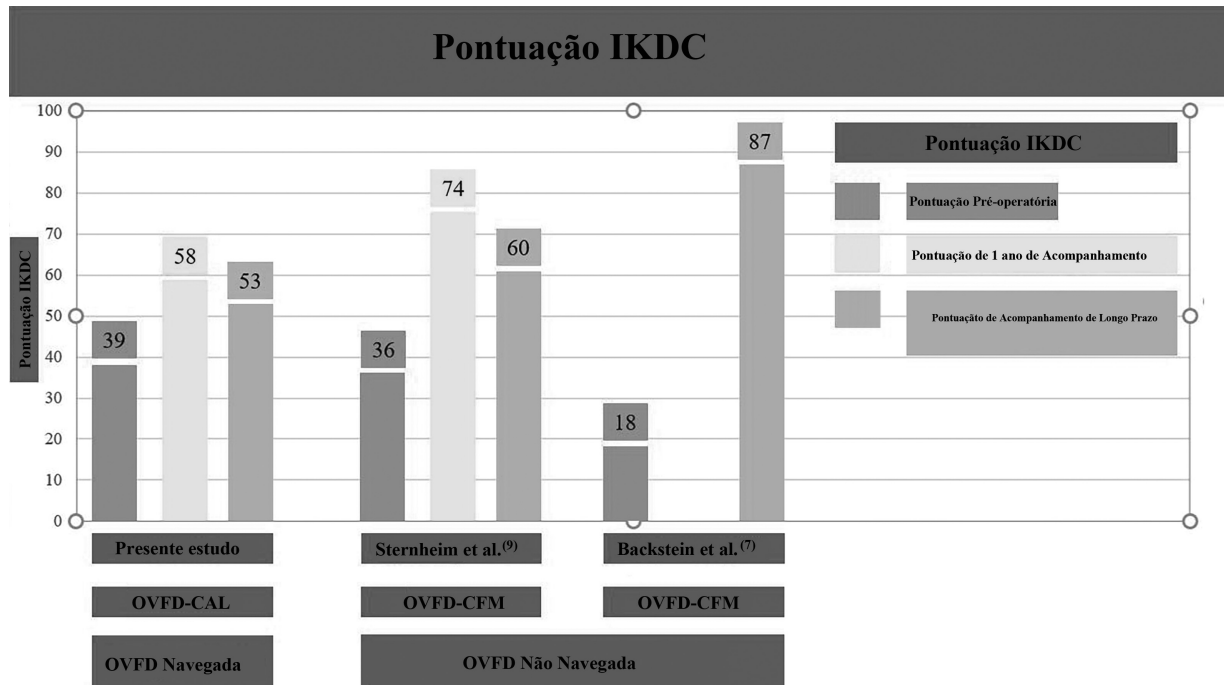 Pontuação IKDC
100
90
80
70
60
50
40
30
20
10
0
Pontuação IKDC
39
58
53
36
74
60
18
87
Pontuação IKDC
Pontuação Pré-operatória
Pontuação de 1 ano de Acompanhamento
Pontuaçãto de Acompanhamento de Longo Prazo
Presente estudo
Sternheim et al.(9)
Backstein et al.(7)
OVFD-CAL
OVFD-CFM
OVFD-CFM
OVFD Navegada
OVFD Não Navegada